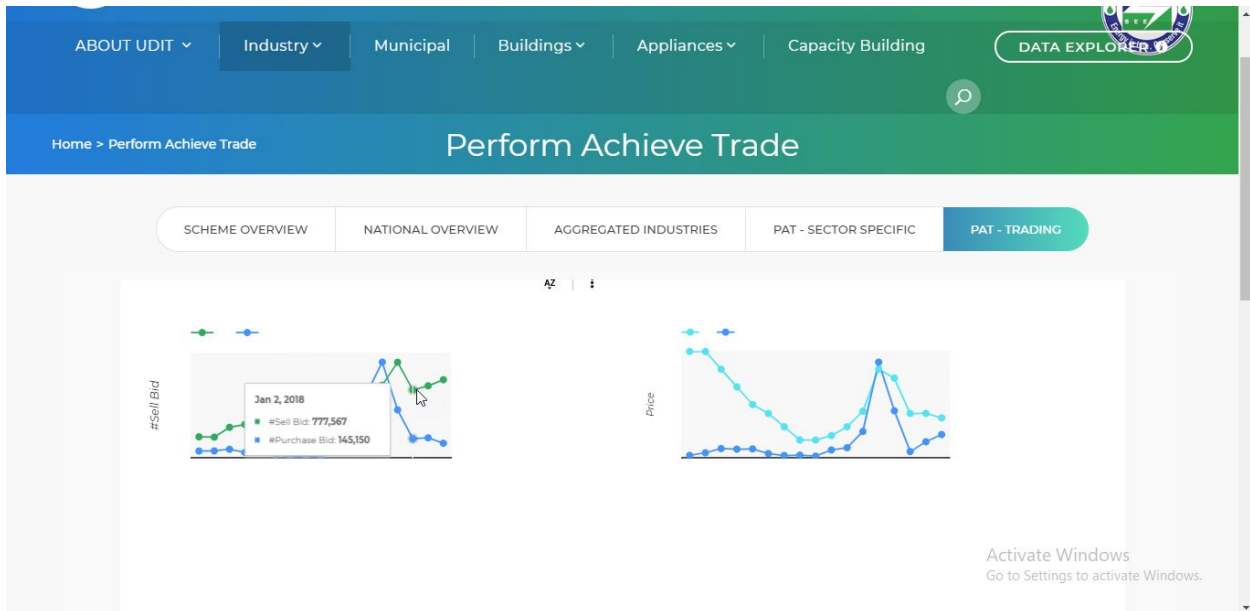 ABOUT UDIT
Industry
Municipal
Buildings
Appliances
Capacity Building
DATA EXPLORER
BEE
Home > Perform Achieve Trade
Perform Achieve Trade
SCHEME OVERVIEW
NATIONAL OVERVIEW
AGGREGATED INDUSTRIES
PAT - SECTOR SPECIFIC
PAT - TRADING
AZ
#Sell Bid
Jan 2, 2018
#Sell Bid: 777,567
#Purchase Bid: 145,150
Price
Activate Windows
Go to Settings to activate Windows.